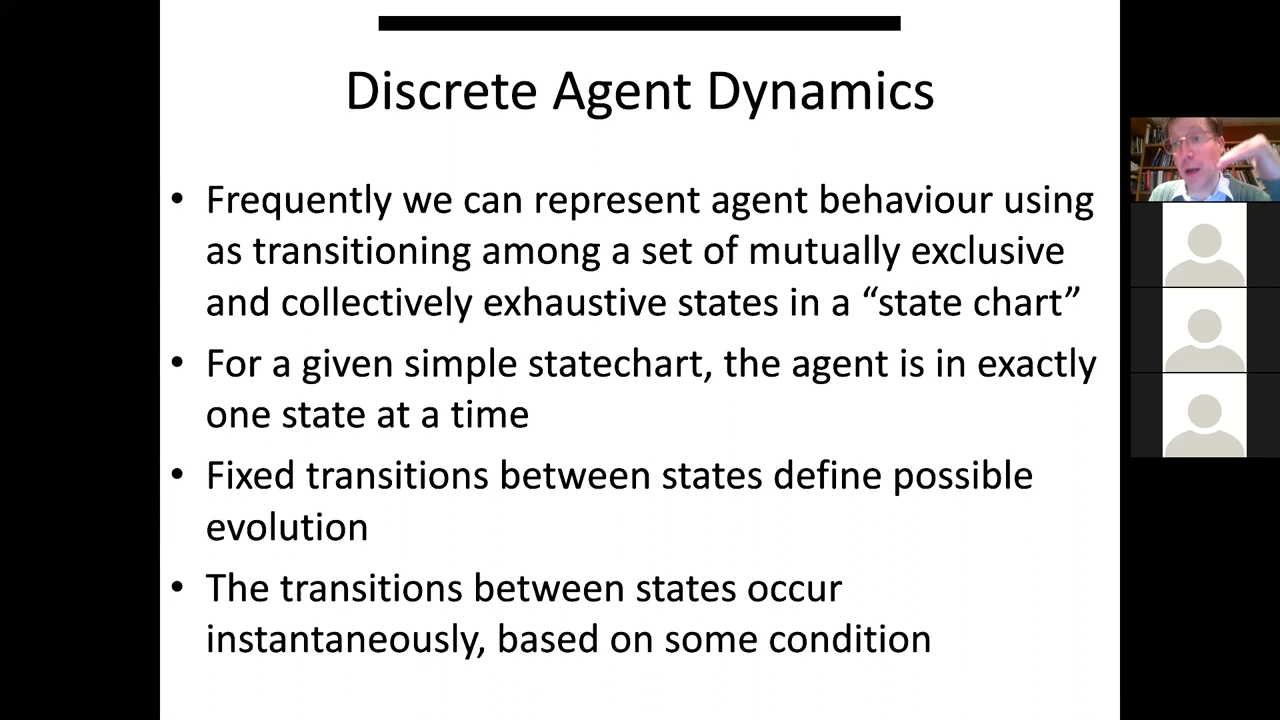 Discrete Agent Dynamics
• Frequently we can represent agent behaviour using
as transitioning among a set of mutually exclusive
and collectively exhaustive states in a “state chart”
• For a given simple statechart, the agent is in exactly
one state at a time
• Fixed transitions between states define possible
evolution
• The transitions between states occur
instantaneously, based on some condition